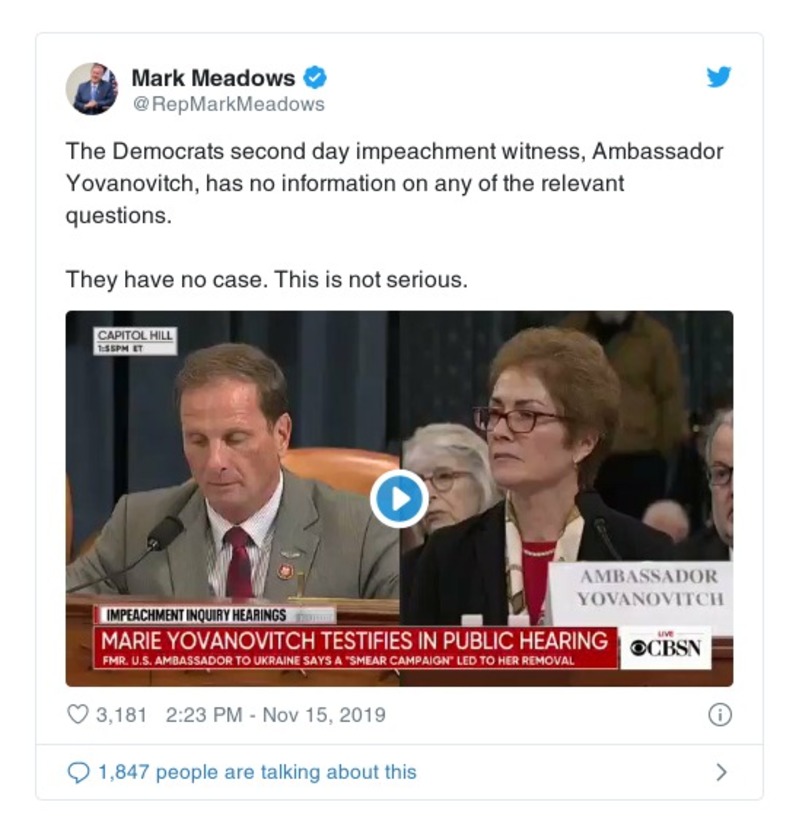 Mark Meadows
@RepMarkMeadows
The Democrats second day impeachment witness, Ambassador
Yovanovitch, has no information on any of the relevant
questions.
They have no case. This is not serious.
CAPITOL HILL
1:55PM ET
AMBASSADOR
YOVANOVITCH
IMPEACHMENT INQUIRY HEARINGS
MARIE YOVANOVITCH TESTIFIES IN PUBLIC HEARING
FMR. U.S. AMBASSADOR TO UKRAINE SAYS A "SMEAR CAMPAIGN" LED TO HER REMOVAL
LIVE
CBSN
3,181 2:23 PM - Nov 15, 2019
1,847 people are talking about this